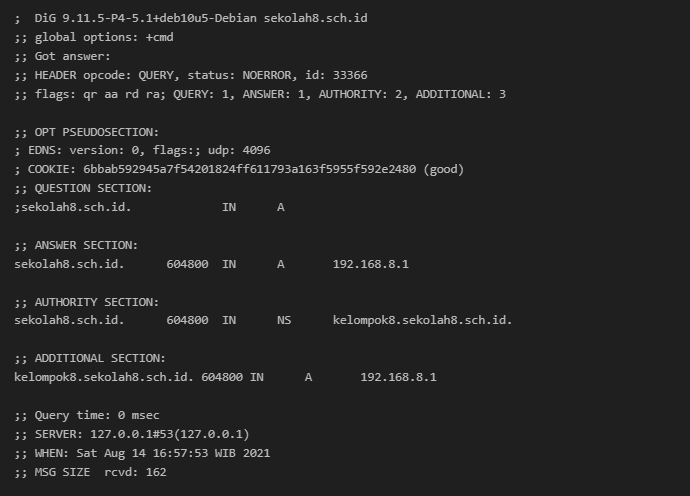 ;  DiG 9.11.5-P4-5.1+deb10u5-Debian sekolah8.sch.id
;; global options: +cmd
;; Got answer:
;; HEADER opcode: QUERY, status: NOERROR, id: 33366
;; flags: qr aa rd ra; QUERY: 1, ANSWER: 1, AUTHORITY: 2, ADDITIONAL: 3
;; OPT PSEUDOSECTION:
; EDNS: version: 0, flags:; udp: 4096
; COOKIE: 6bbab592945a7f54201824ff611793a163f5955f592e2480 (good)
;; QUESTION SECTION:
;sekolah8.sch.id.             IN      A
;; ANSWER SECTION:
sekolah8.sch.id.      604800  IN      A       192.168.8.1
;; AUTHORITY SECTION:
sekolah8.sch.id.      604800  IN      NS      kelompok8.sekolah8.sch.id.
;; ADDITIONAL SECTION:
kelompok8.sekolah8.sch.id. 604800 IN      A       192.168.8.1
;; Query time: 0 msec
;; SERVER: 127.0.0.1#53(127.0.0.1)
;; WHEN: Sat Aug 14 16:57:53 WIB 2021
;; MSG SIZE  rcvd: 162